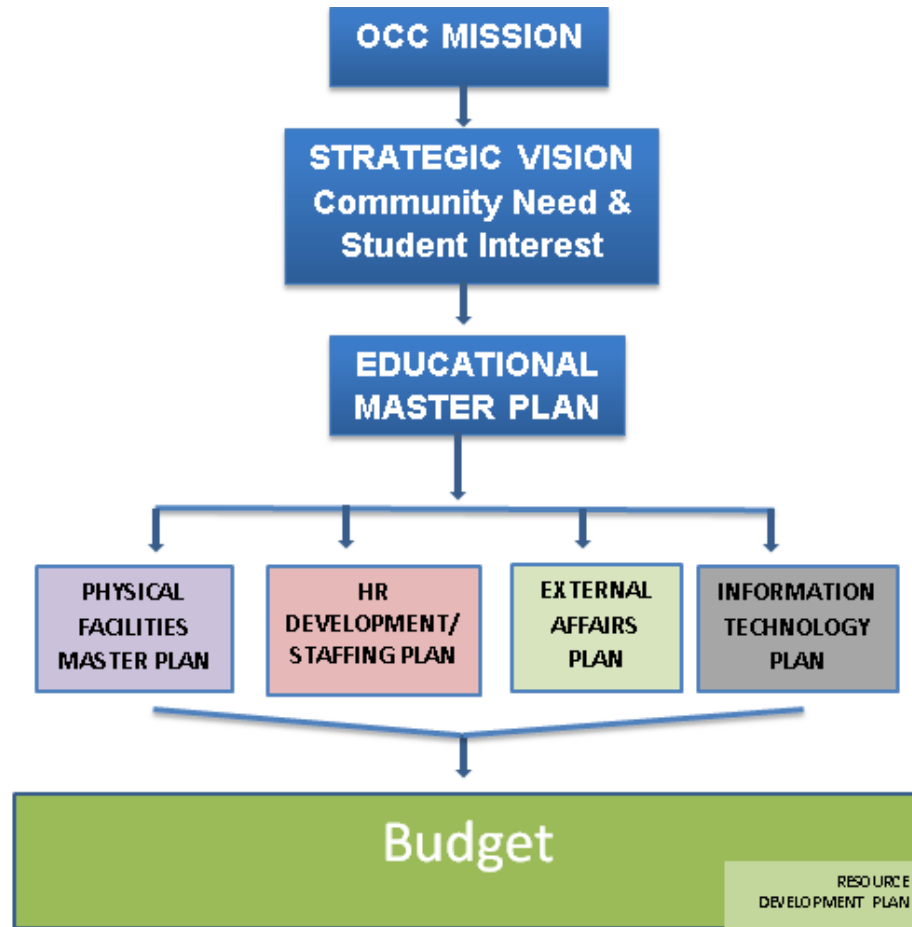 OCC MISSION
STRATEGIC VISION
Community Need &
Student Interest
EDUCATIONAL
MASTER PLAN
PHYSICAL
FACILITIES
MASTER PLAN
HR
DEVELOPMENT/
STAFFING PLAN
EXTERNAL
AFFAIRS
PLAN
INFORMATION
TECHNOLOGY
PLAN
Budget
RESOURCE
DEVELOPMENT PLAN